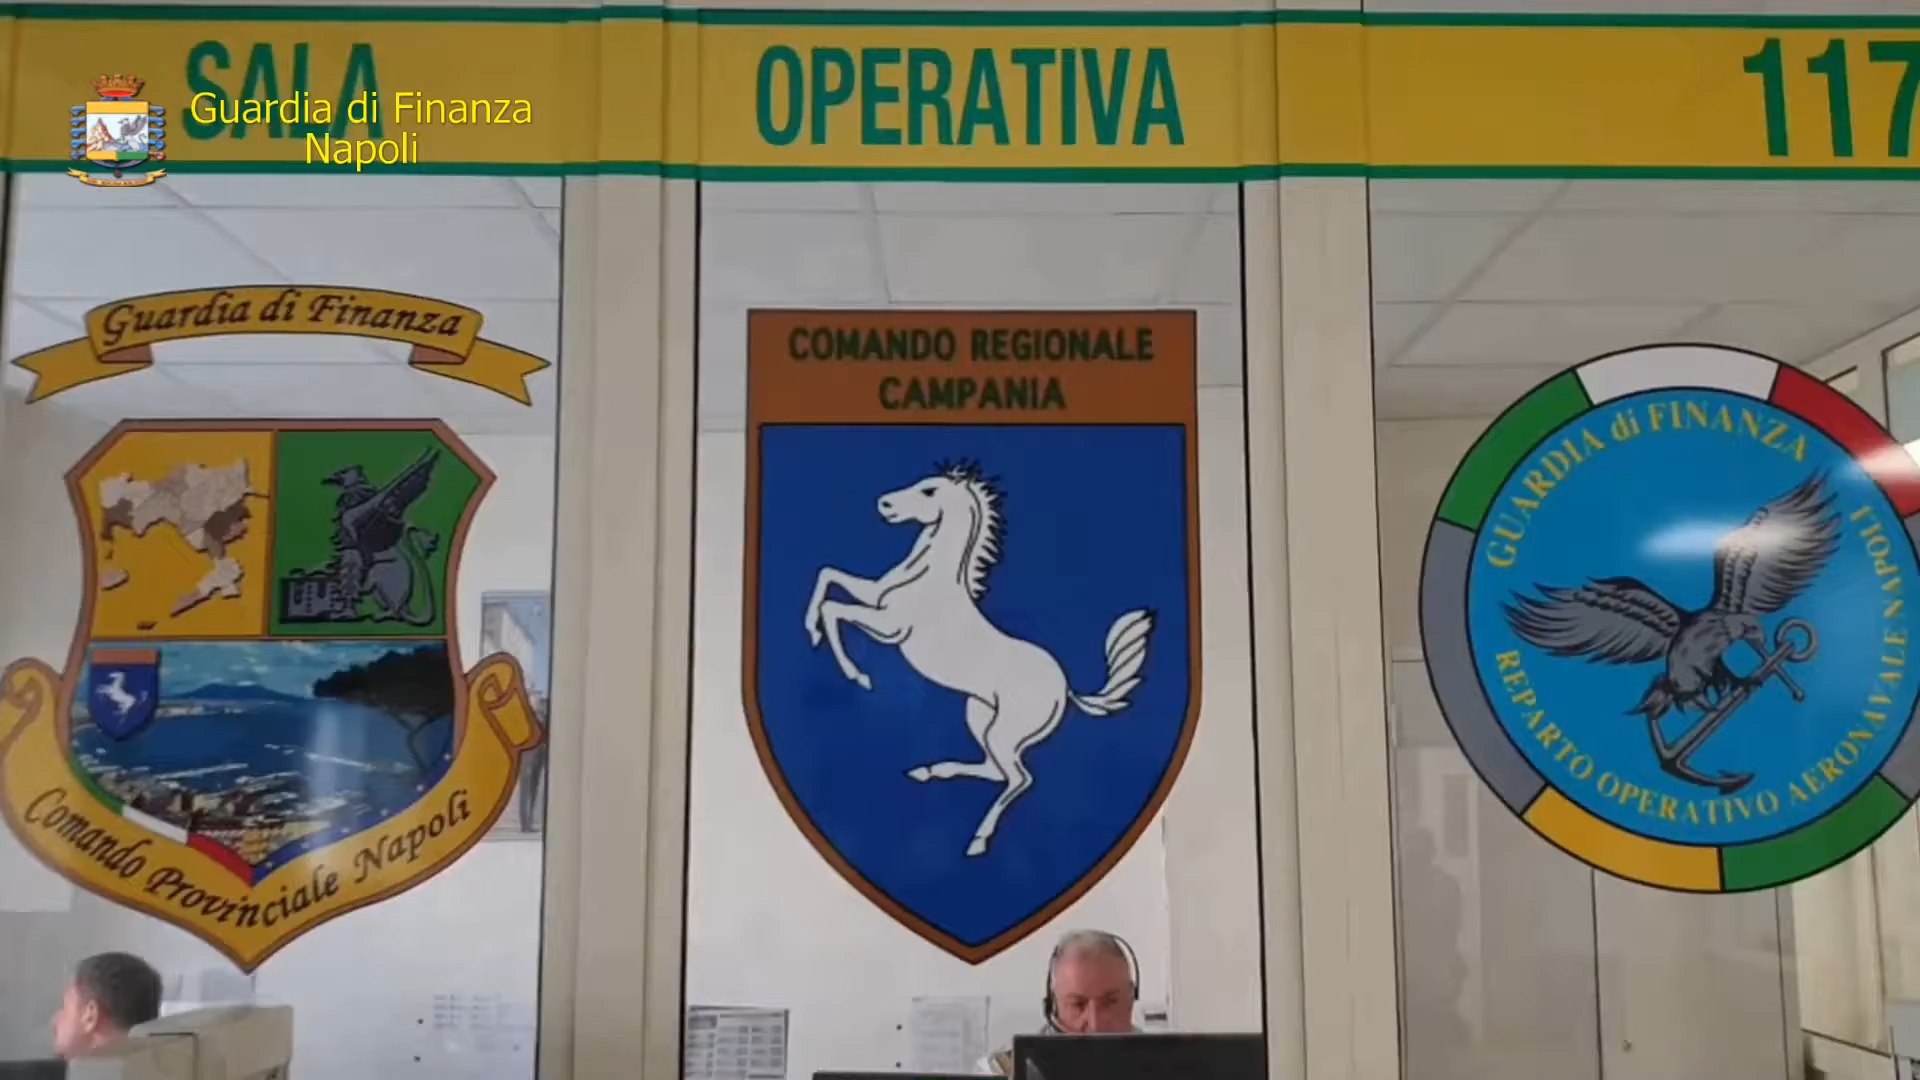 SALA OPERATIVA 117
Guardia di Finanza
Napoli
Guardia di Finanza
Comando Provinciale Napoli
COMANDO REGIONALE
CAMPANIA
GUARDIA di FINANZA
REPARTO OPERATIVO AERONAVALE NAPOLI